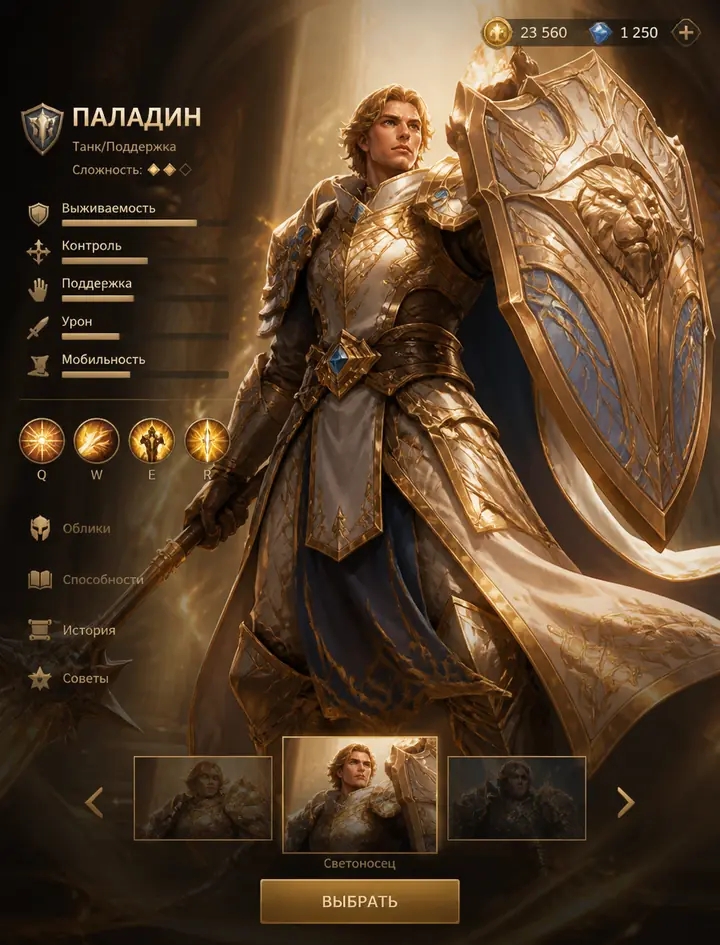 23 560
1 250
ПАЛАДИН
Танк/Поддержка
Сложность:
Выживаемость
Контроль
Поддержка
Урон
Мобильность
Q W E R
Облики
Способности
История
Советы
Светоносец
ВЫБРАТЬ